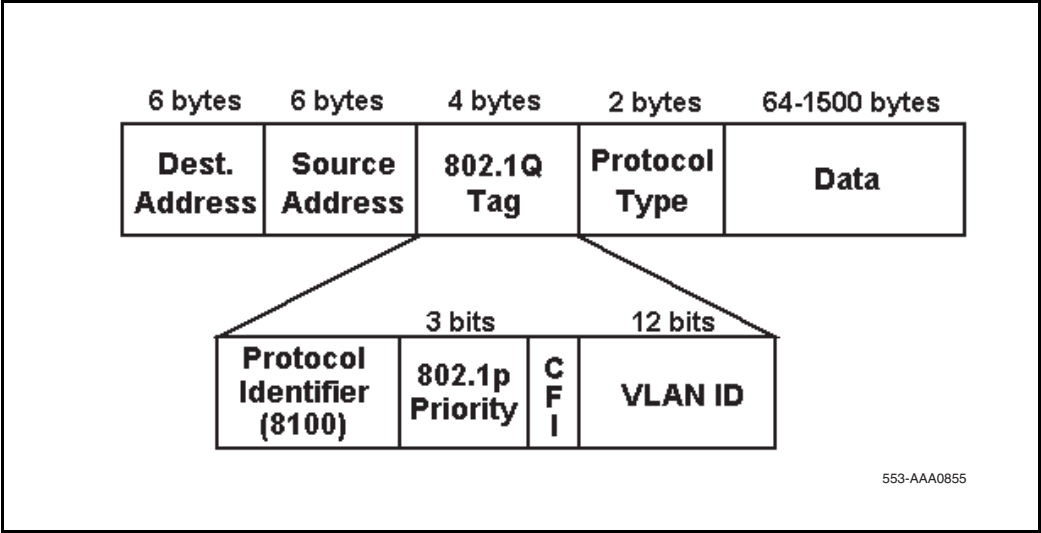 6 bytes 6 bytes 4 bytes 2 bytes 64-1500 bytes
Dest. Address
Source Address
802.1Q Tag
Protocol Type
Data
3 bits 12 bits
Protocol Identifier (8100)
802.1p Priority
CFI
VLAN ID
553-AAA0855